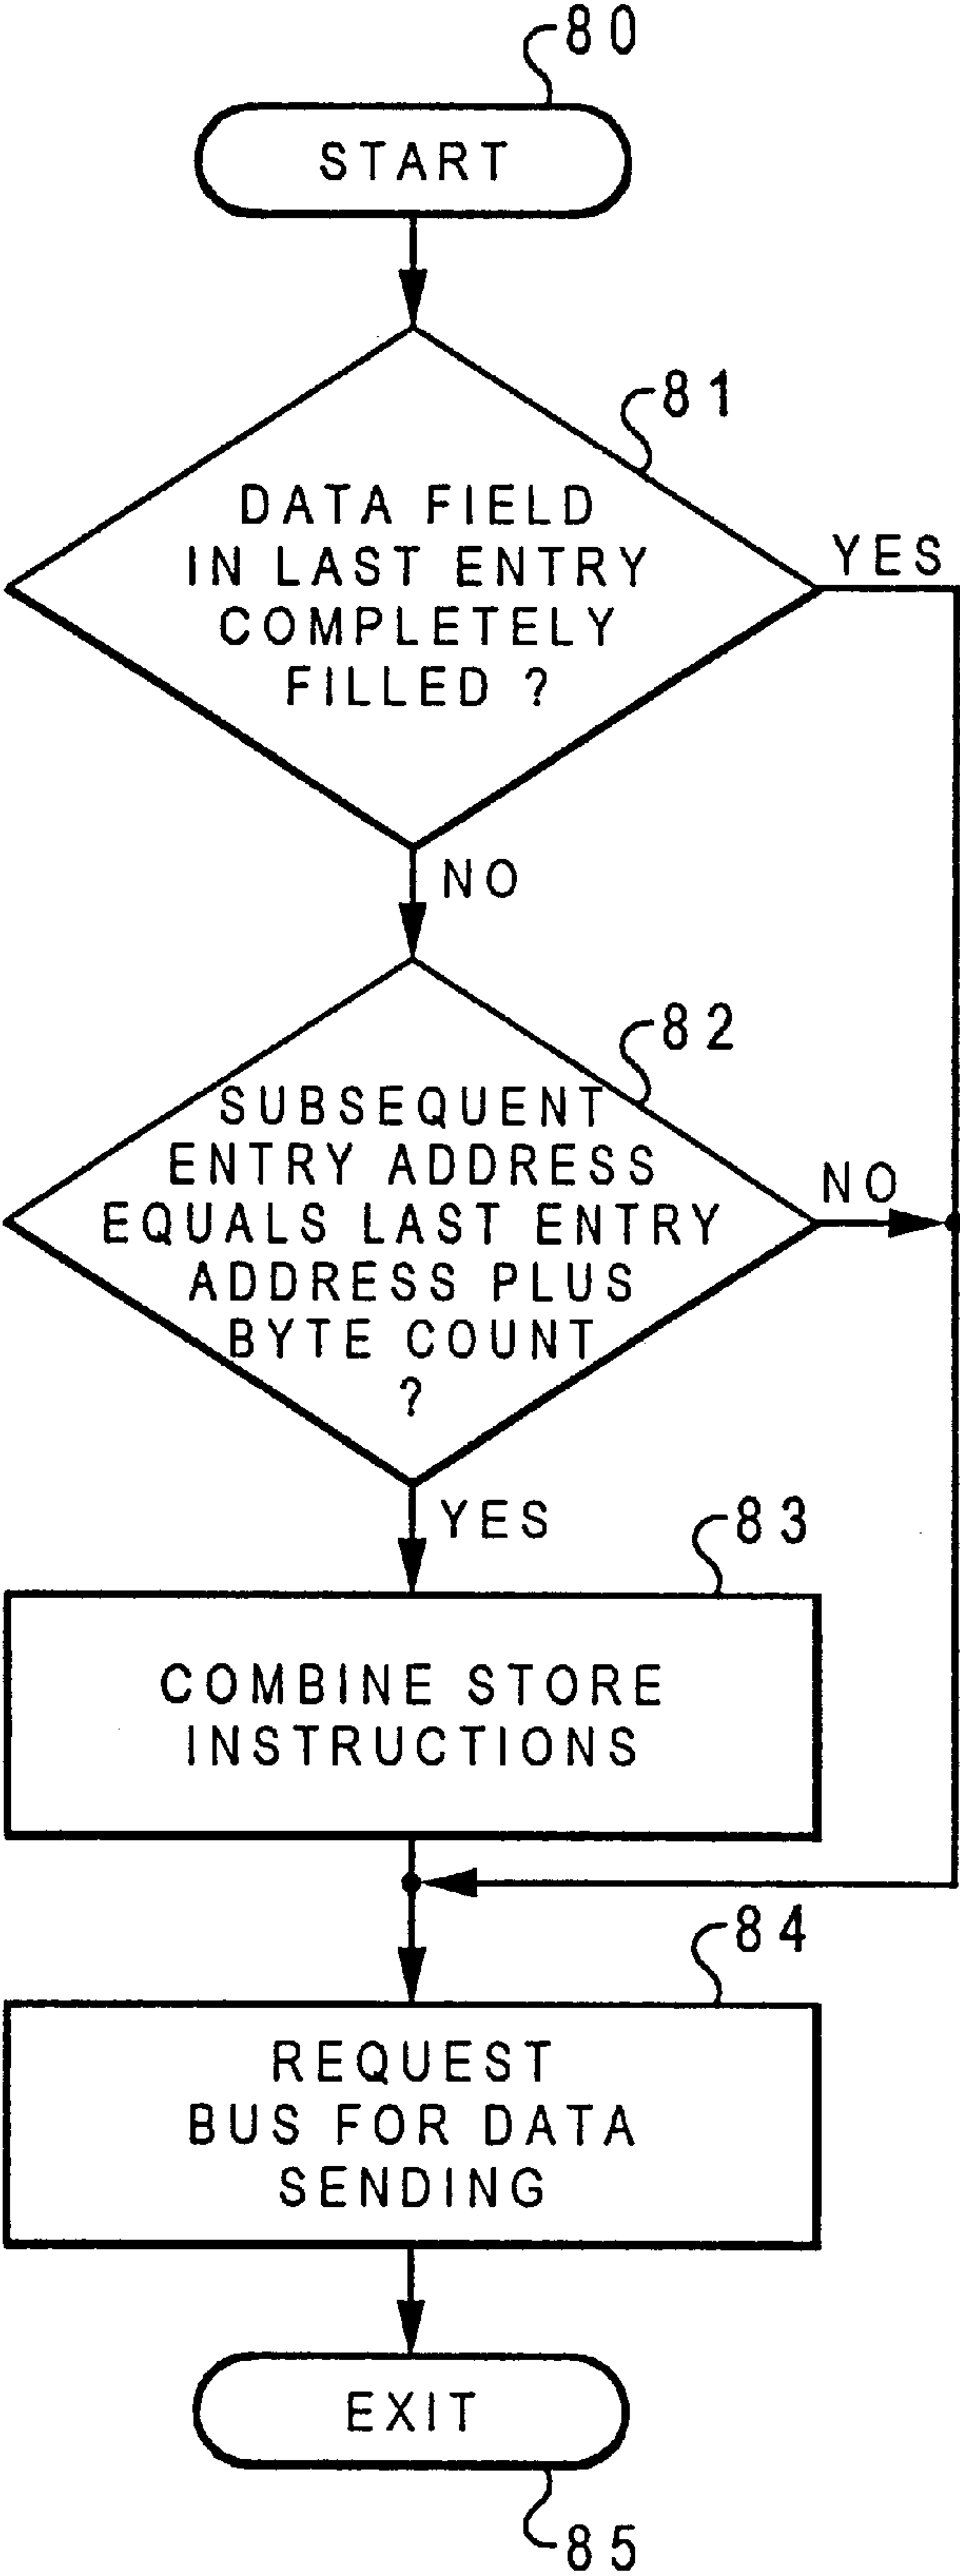 80
START
81
DATA FIELD
IN LAST ENTRY
COMPLETELY
FILLED ?
YES
NO
82
SUBSEQUENT
ENTRY ADDRESS
EQUALS LAST ENTRY
ADDRESS PLUS
BYTE COUNT
?
NO
YES
83
COMBINE STORE
INSTRUCTIONS
84
REQUEST
BUS FOR DATA
SENDING
EXIT
85